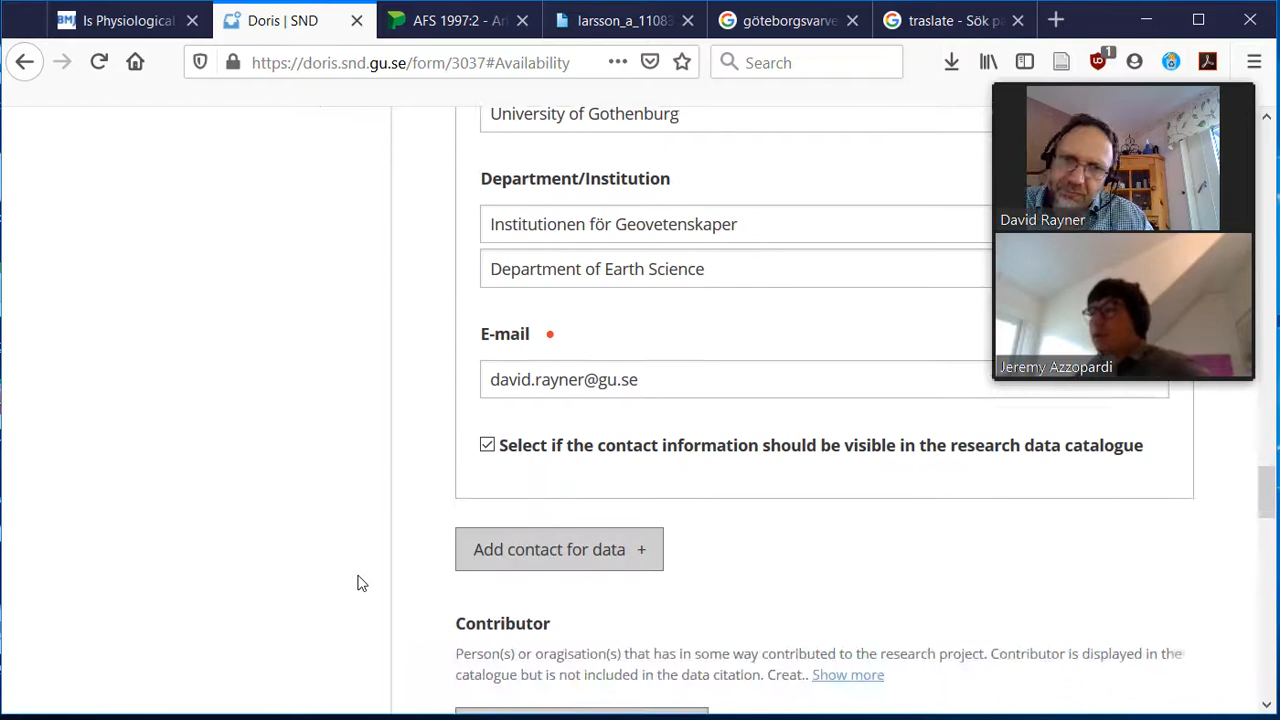 Is Physiological
Doris | SND
AFS 1997:2 - Ar
larsson_a_11083
göteborgsvarve
traslate - Sök p
https://doris.snd.gu.se/form/3037#Availability
Search
1
University of Gothenburg
Department/Institution
Institutionen för Geovetenskaper
Department of Earth Science
E-mail
david.rayner@gu.se
Select if the contact information should be visible in the research data catalogue
Add contact for data +
Contributor
Person(s) or oragisation(s) that has in some way contributed to the research project. Contributor is displayed in the
catalogue but is not included in the data citation. Creat.. Show more
David Rayner
Jeremy Azzopardi